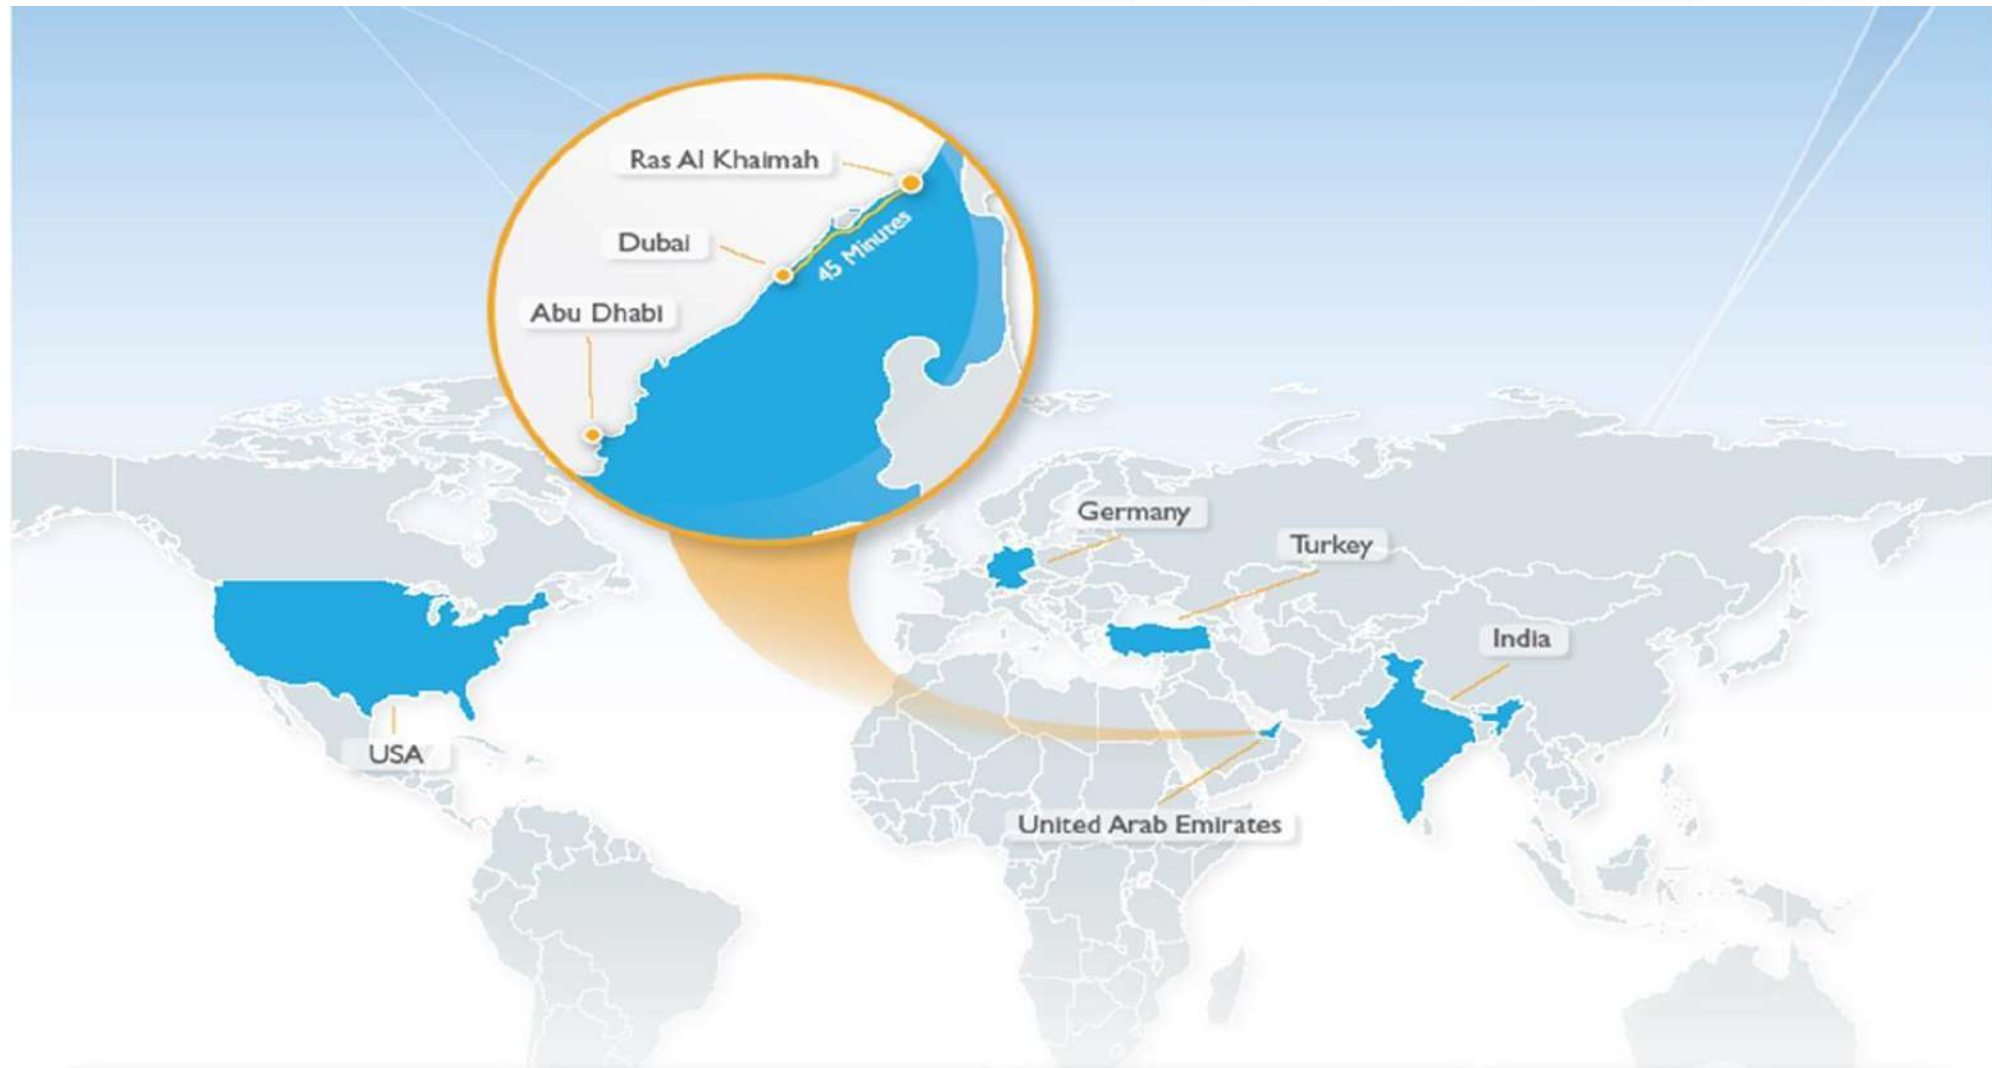 Ras Al Khaimah
Dubai
45 Minutes
Abu Dhabi
Germany
Turkey
India
USA
United Arab Emirates